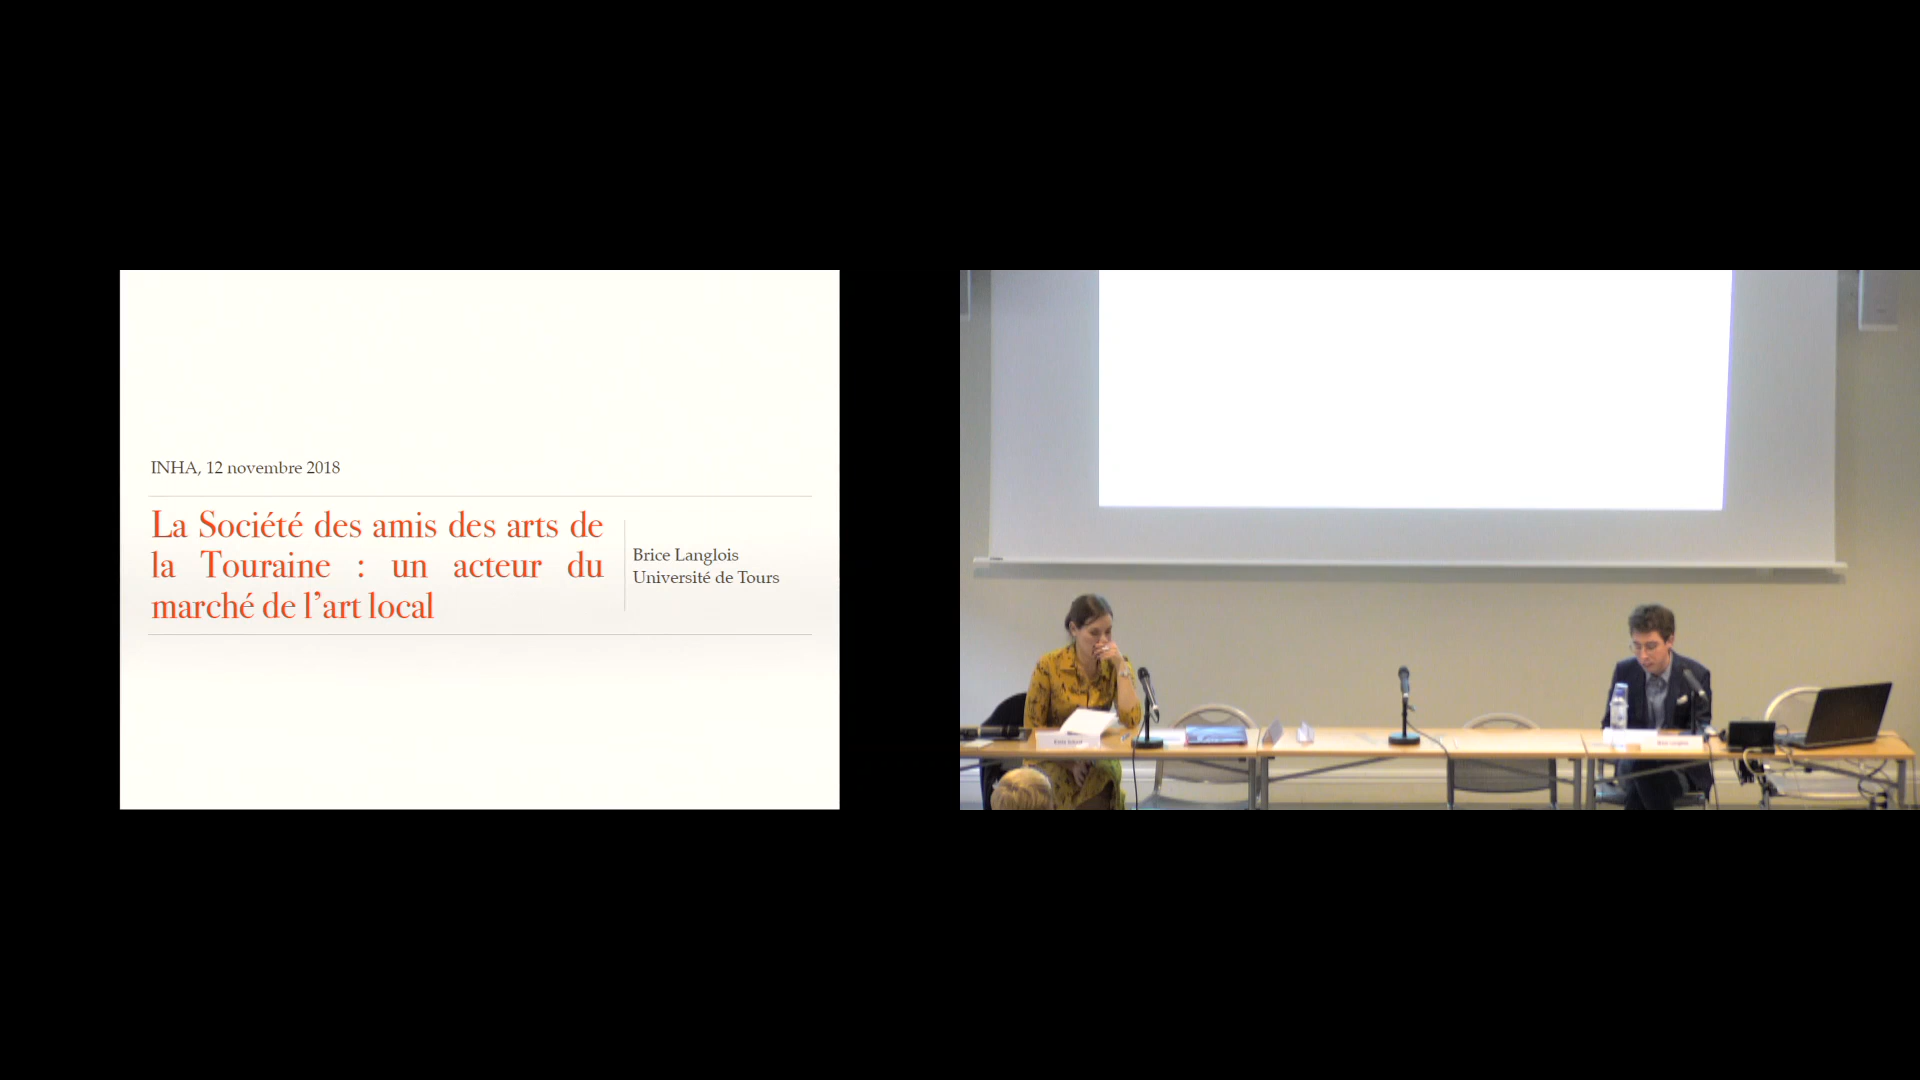 INHA, 12 novembre 2018
La Société des amis des arts de
la Touraine : un acteur du
marché de l’art local
Brice Langlois
Université de Tours